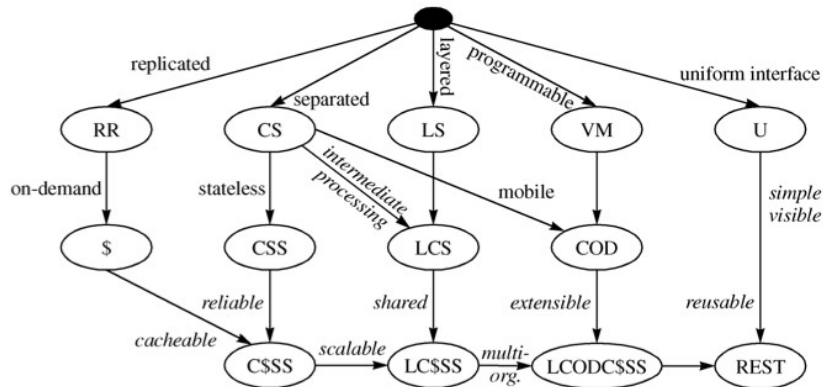 replicated
separated
layered
programmable
uniform interface
RR
CS
LS
VM
U
on-demand
stateless
intermediate
processing
mobile
simple
visible
$
CSS
LCS
COD
cacheable
reliable
shared
extensible
reusable
C$SS
scalable
LC$SS
multi-
org.
LCODC$SS
REST